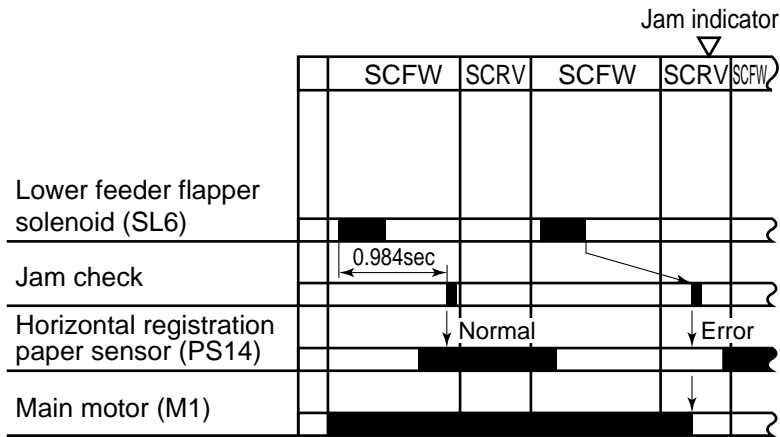 Jam indicator
SCFW SCRV SCFW SCRV SCFW
Lower feeder flapper
solenoid (SL6)
0.984sec
Jam check
Horizontal registration
paper sensor (PS14)
Normal Error
Main motor (M1)